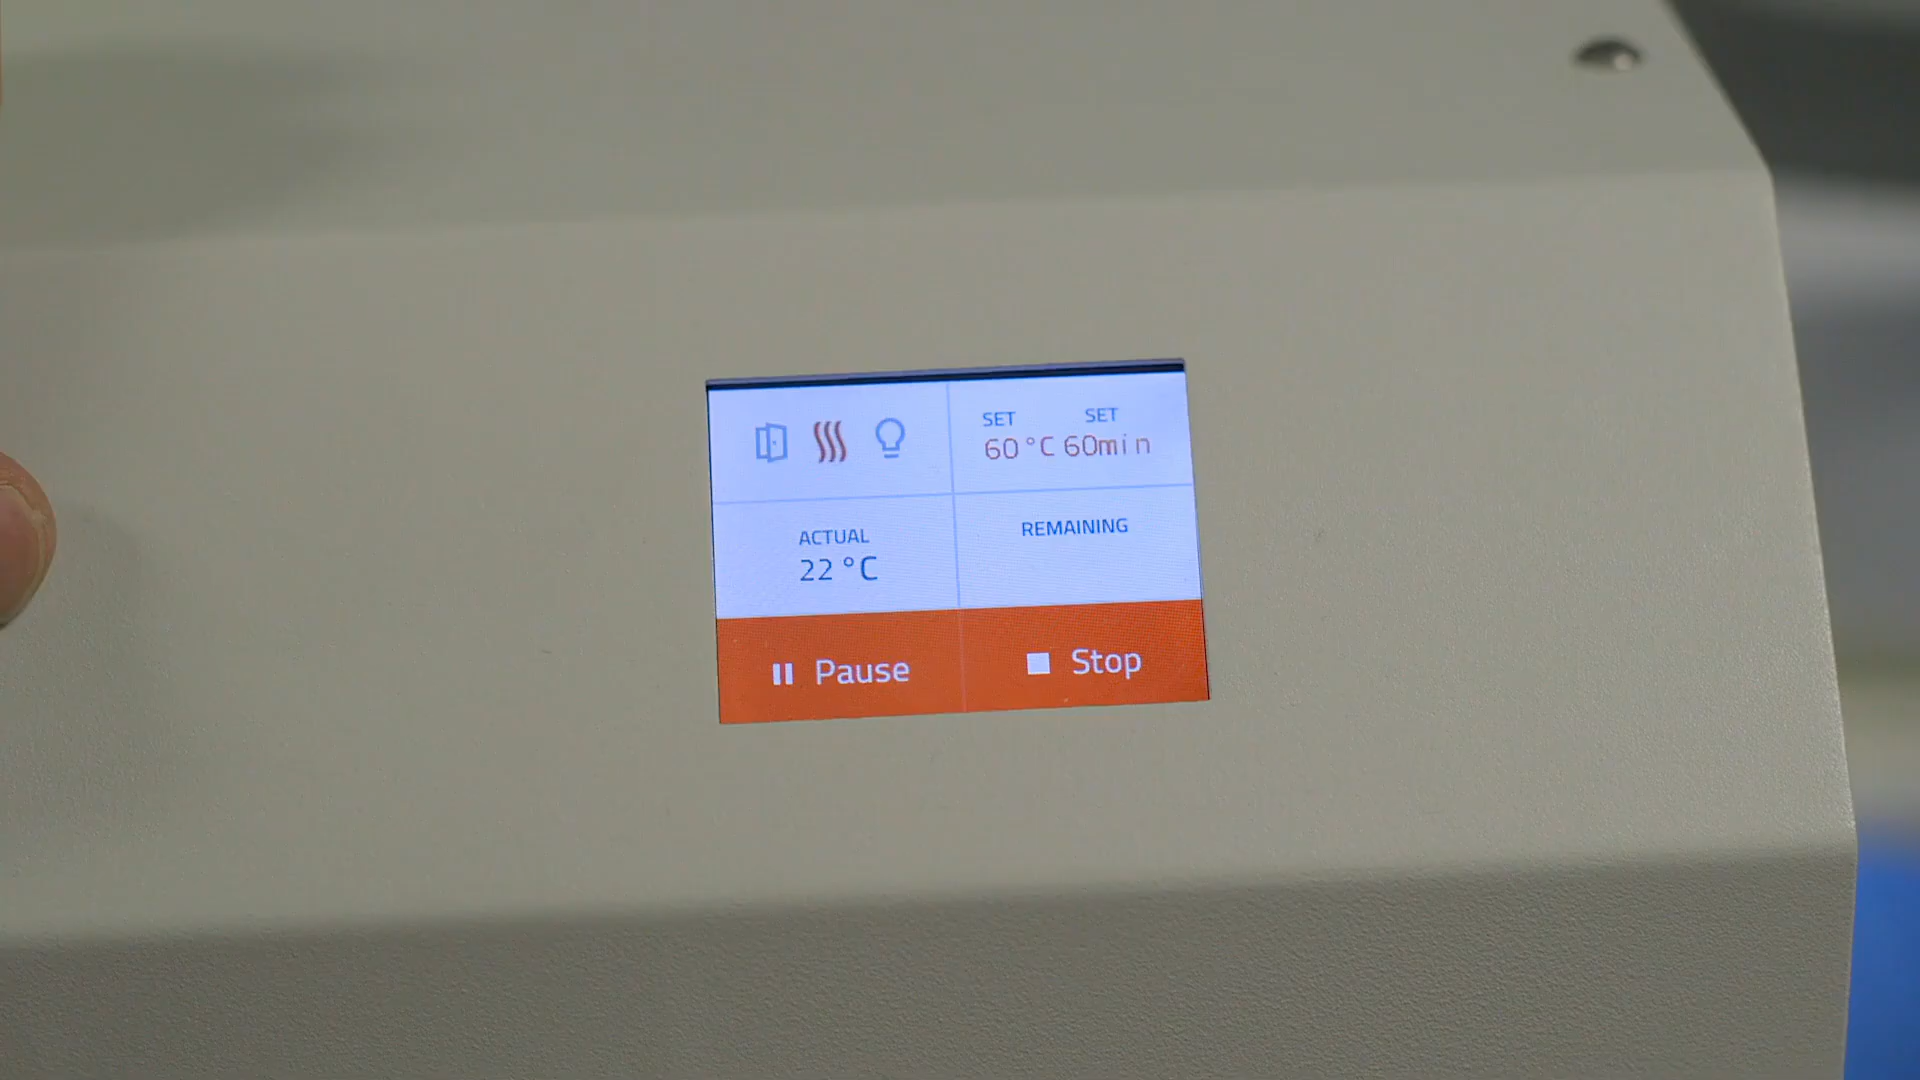 SET SET
60°C 60min
ACTUAL
22°C
REMAINING
Pause
Stop